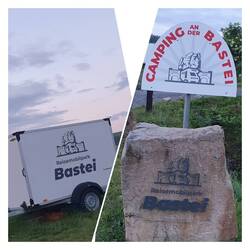 Reisemobilpark
Bastei
CAMPING AN DER BASTEI
Reisemobilpark
Bastei